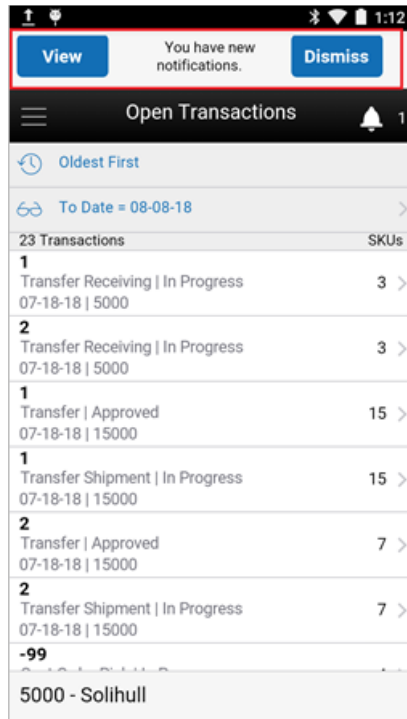 1:12
View
You have new
notifications.
Dismiss
Open Transactions
1
Oldest First
To Date = 08-08-18
23 Transactions SKUs
1
Transfer Receiving | In Progress
3
07-18-18 | 5000
2
Transfer Receiving | In Progress
3
07-18-18 | 5000
1
Transfer | Approved
15
07-18-18 | 15000
1
Transfer Shipment | In Progress
15
07-18-18 | 15000
2
Transfer | Approved
7
07-18-18 | 15000
2
Transfer Shipment | In Progress
7
07-18-18 | 15000
-99
5000 - Solihull